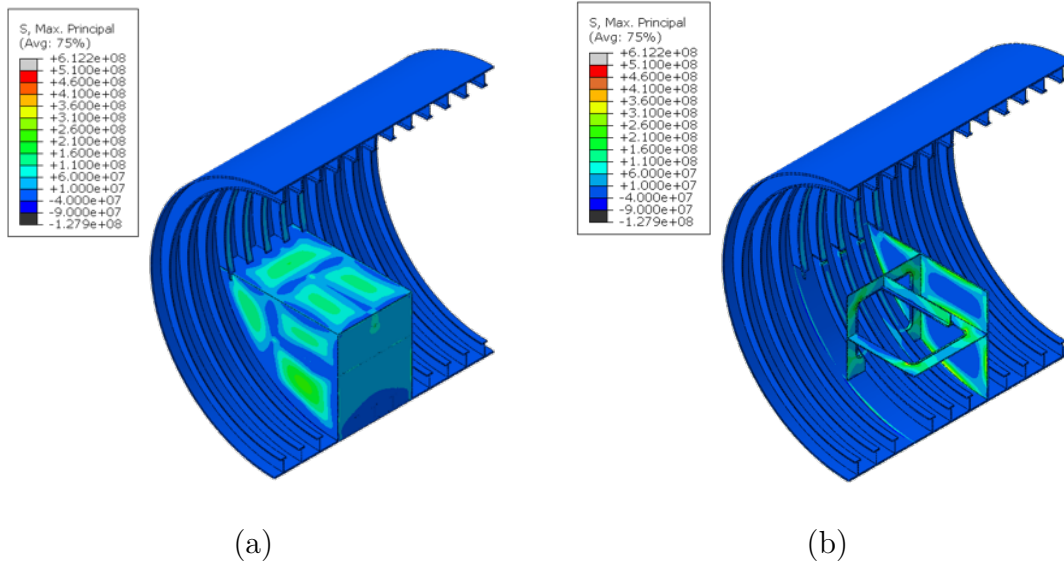 S, Max. Principal
(Avg: 75%)
+6.122e+08
+5.100e+08
+4.600e+08
+4.100e+08
+3.600e+08
+3.100e+08
+2.600e+08
+2.100e+08
+1.600e+08
+1.100e+08
+6.000e+07
+1.000e+07
-4.000e+07
-9.000e+07
-1.279e+08
S, Max. Principal
(Avg: 75%)
+6.122e+08
+5.100e+08
+4.600e+08
+4.100e+08
+3.600e+08
+3.100e+08
+2.600e+08
+2.100e+08
+1.600e+08
+1.100e+08
+6.000e+07
+1.000e+07
-4.000e+07
-9.000e+07
-1.279e+08
(a)
(b)